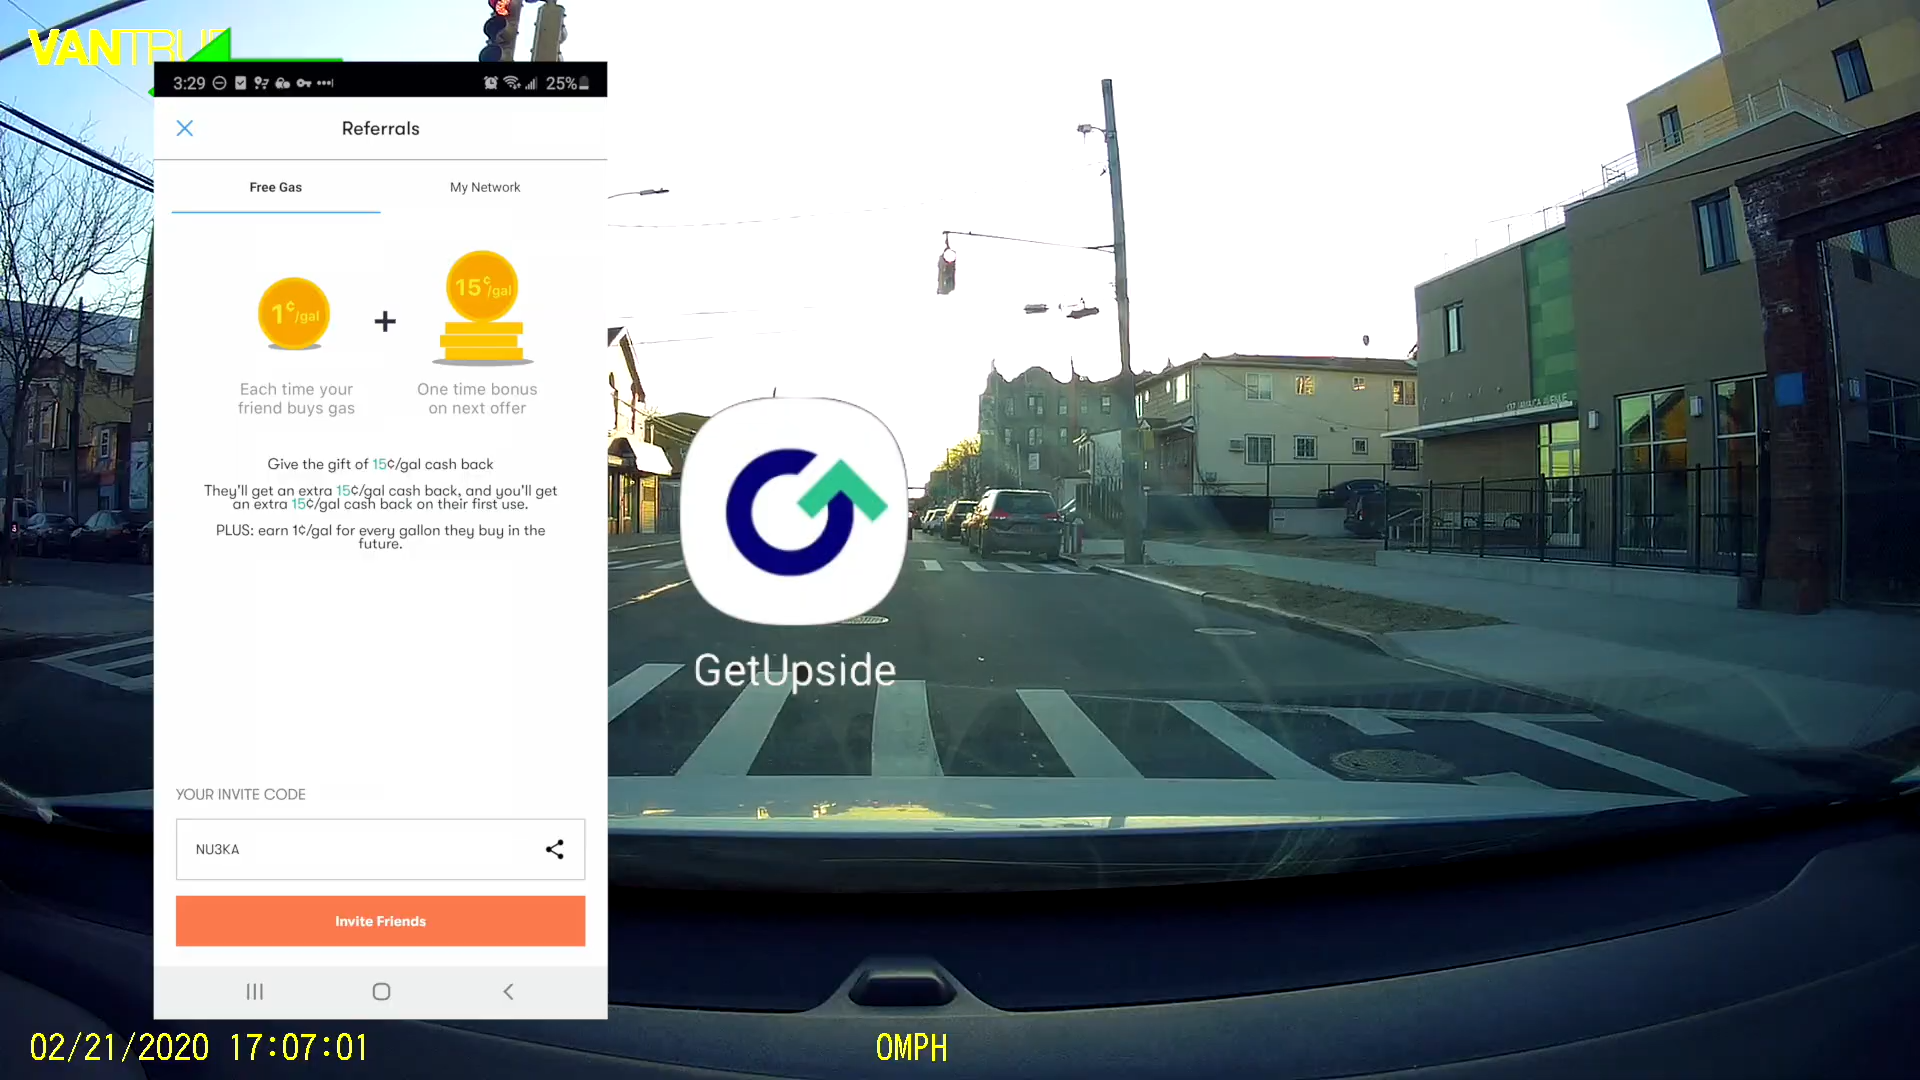 VANTRUE
3:29
25%
Referrals
Free Gas
My Network
1¢/gal
+
15¢/gal
Each time your
friend buys gas
One time bonus
on next offer
Give the gift of 15¢/gal cash back
They'll get an extra 15¢/gal cash back, and you'll get
an extra 15¢/gal cash back on their first use.
PLUS: earn 1¢/gal for every gallon they buy in the
future.
YOUR INVITE CODE
NU3KA
Invite Friends
GetUpside
02/21/2020 17:07:01
0MPH